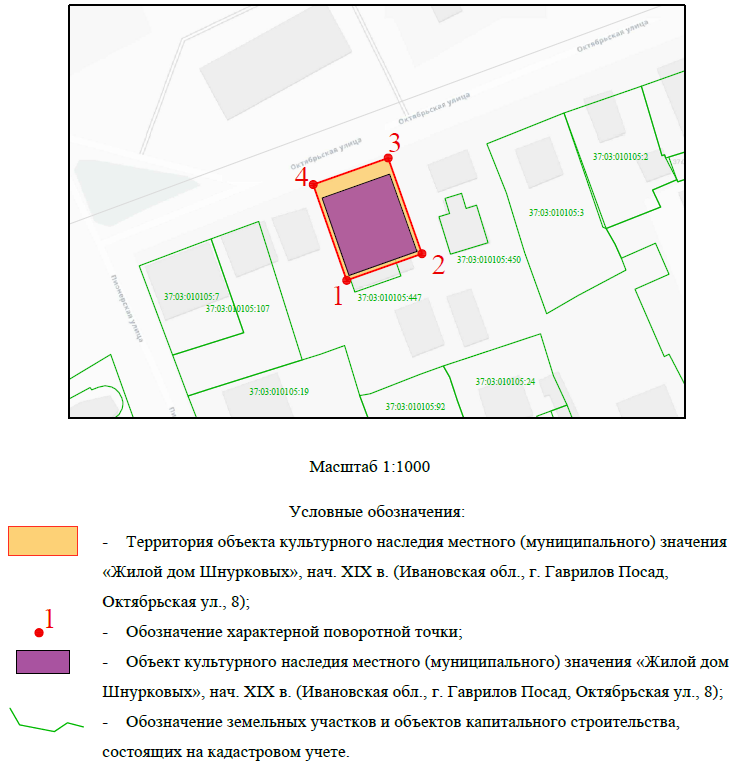 Октябрьская улица
Октябрьская улица
Октябрьская улица
3
4
37:03:010105:2
37:03:010105:3
2
37:03:010105:450
1
37:03:010105:447
Пионерская улица
37:03:010105:7
37:03:010105:107
37:03:010105:19
37:03:010105:24
37:03:010105:92
Масштаб 1:1000
Условные обозначения:
- Территория объекта культурного наследия местного (муниципального) значения
«Жилой дом Шнурковых», нач. XIX в. (Ивановская обл., г. Гаврилов Посад,
Октябрьская ул., 8);
1
- Обозначение характерной поворотной точки;
- Объект культурного наследия местного (муниципального) значения «Жилой дом
Шнурковых», нач. XIX в. (Ивановская обл., г. Гаврилов Посад, Октябрьская ул., 8);
- Обозначение земельных участков и объектов капитального строительства,
состоящих на кадастровом учете.